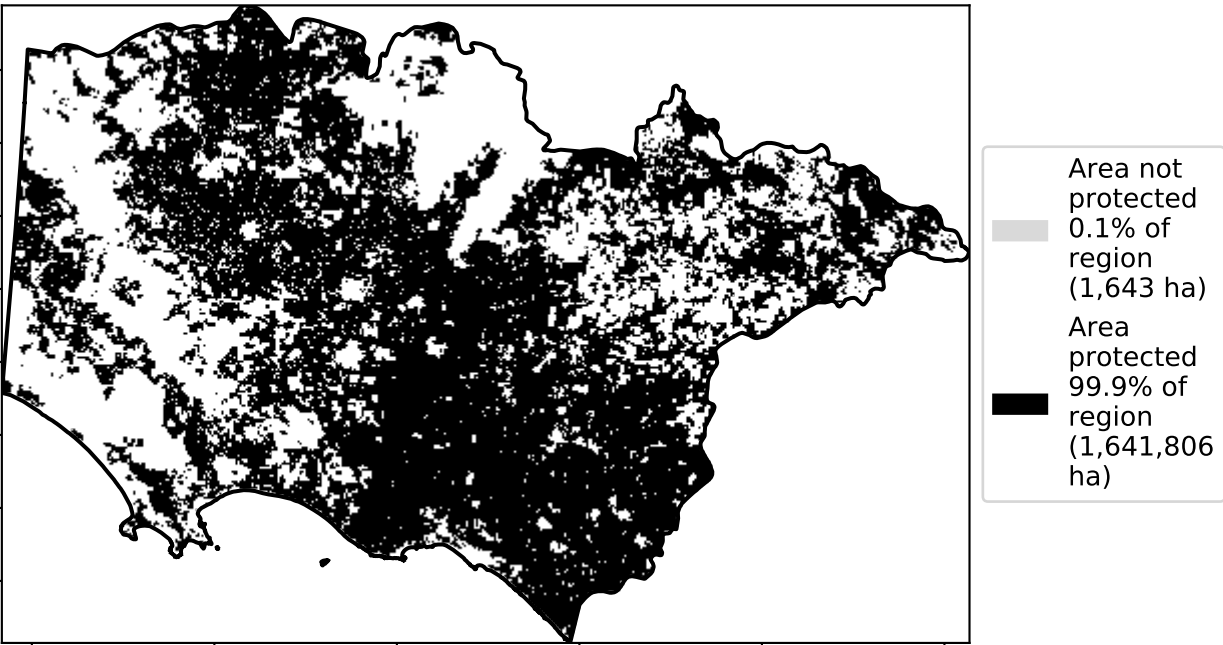 Area not
protected
0.1% of
region
(1,643 ha)
Area
protected
99.9% of
region
(1,641,806
ha)